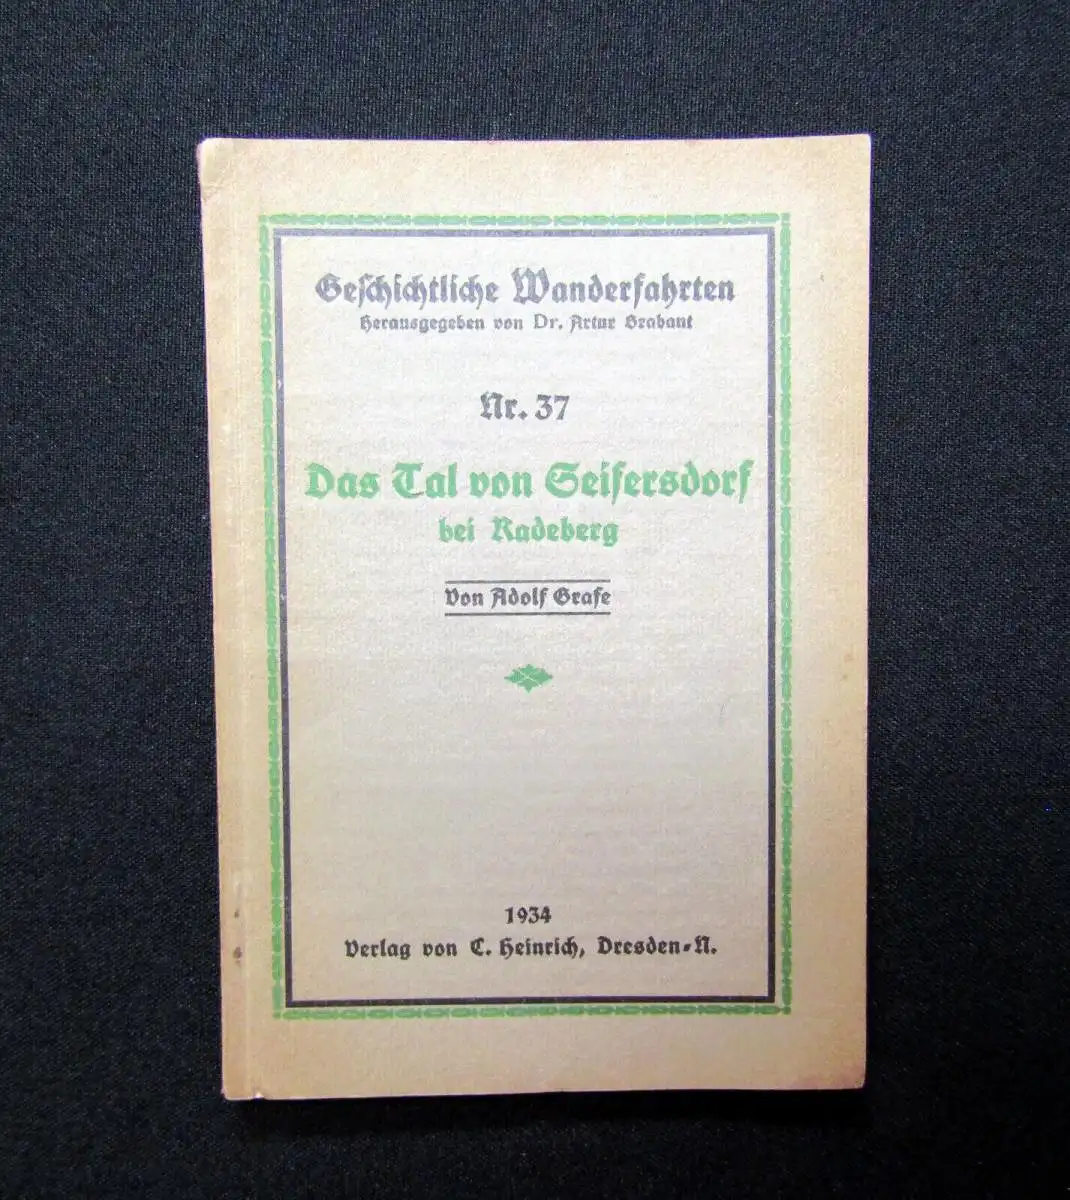 Geschichtliche Wanderfahrten
Herausgegeben von Dr. Artur Brabant
Nr. 37
Das Tal von Seifersdorf
bei Radeberg
Von Adolf Grafe
1934
Verlag von C. Heinrich, Dresden-N.